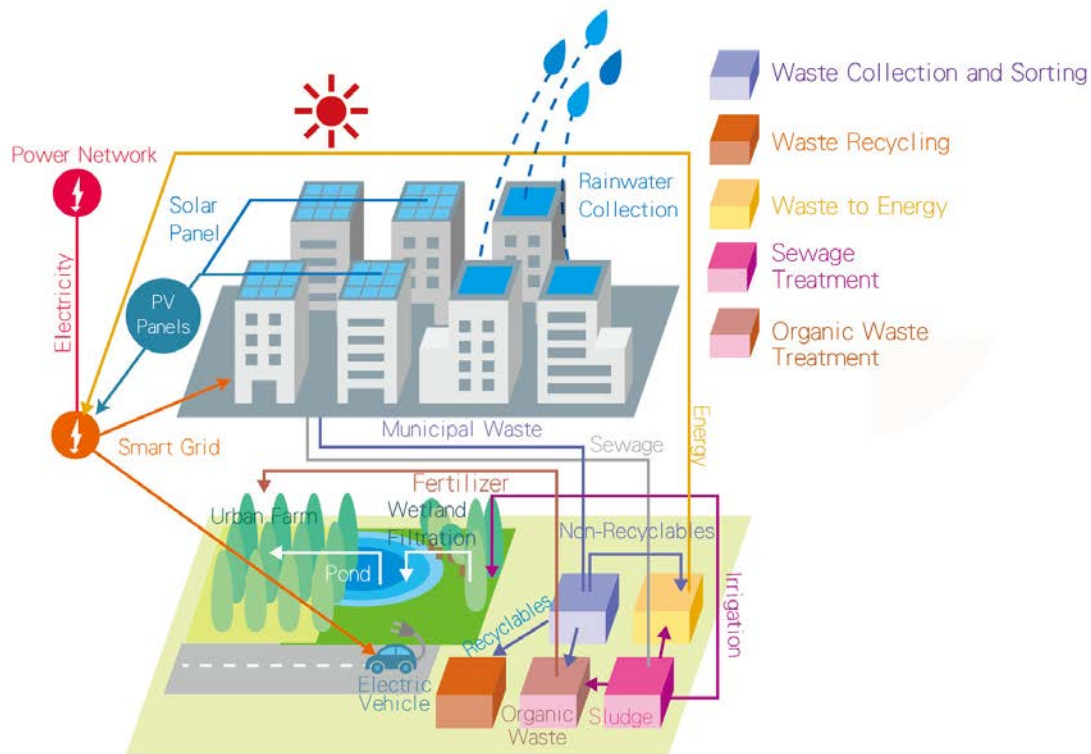 Waste Collection and Sorting
Waste Recycling
Waste to Energy
Sewage
Treatment
Organic Waste
Treatment
Power Network
Electricity
Solar
Panel
PV
Panels
Rainwater
Collection
Smart Grid
Municipal Waste
Sewage
Energy
Fertilizer
Urban Farm
Wetland
Filtration
Pond
Non-Recyclables
Irrigation
Recyclables
Electric
Vehicle
Organic
Waste
Sludge